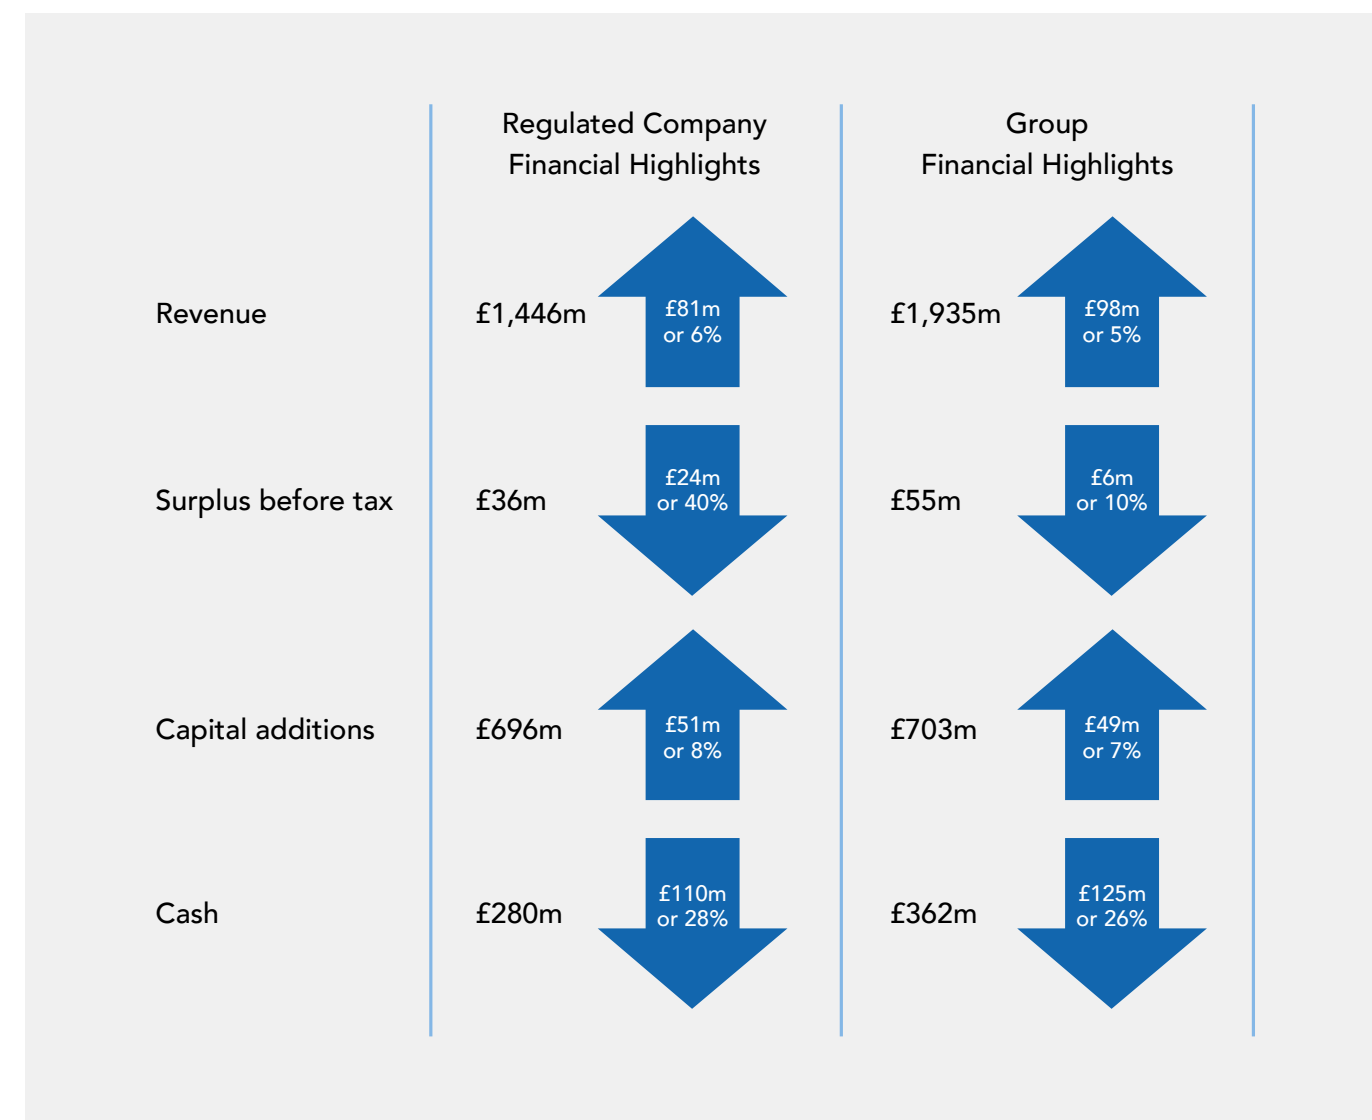 Regulated Company
Financial Highlights
Group
Financial Highlights
Revenue
£1,446m
£81m
or 6%
£1,935m
£98m
or 5%
Surplus before tax
£36m
£24m
or 40%
£55m
£6m
or 10%
Capital additions
£696m
£51m
or 8%
£703m
£49m
or 7%
Cash
£280m
£110m
or 28%
£362m
£125m
or 26%